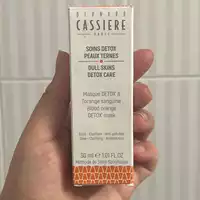 BERNARD
CASSIERE
PARIS
SOINS DETOX
PEAUX TERNES
DULL SKINS
DETOX CARE
Masque DETOX à
l'orange sanguine
Blood orange
DETOX mask
30 ml ℮ 1.01 FL.OZ